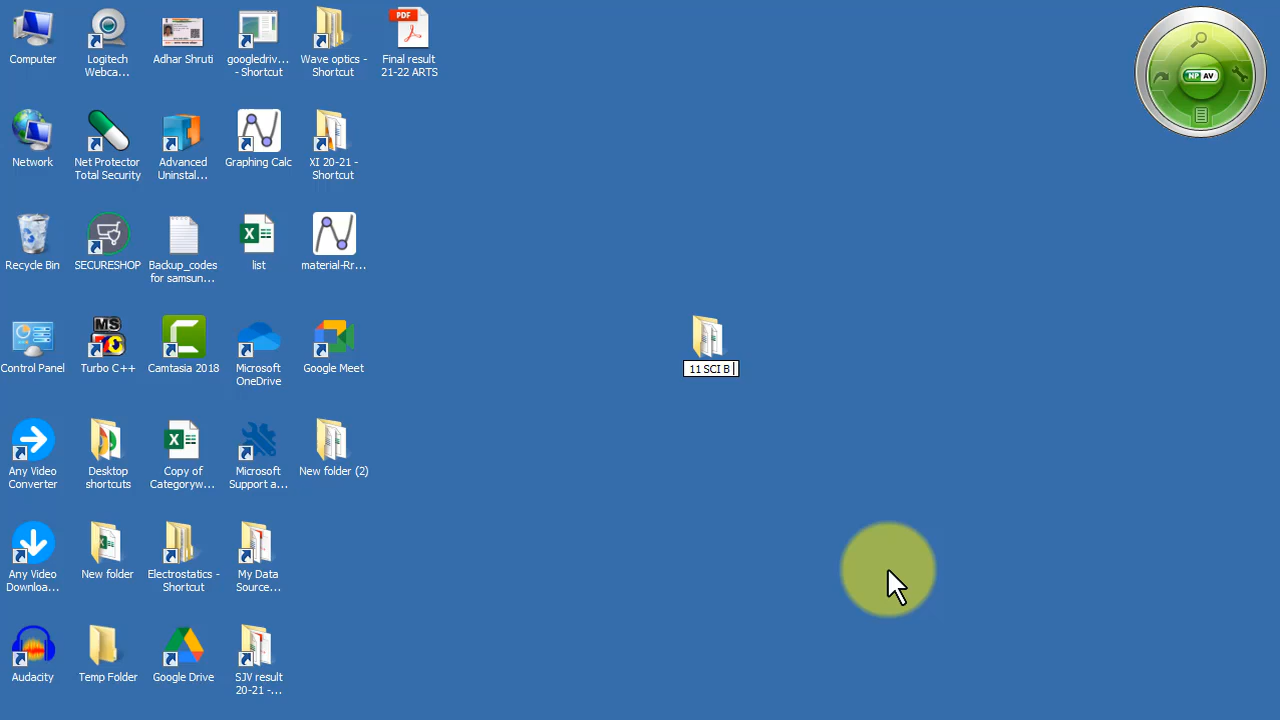 Computer
Logitech
Webca...
Adhar Shruti
googledriv...
- Shortcut
Wave optics -
Shortcut
PDF
Final result
21-22 ARTS
NP AV
Network
Net Protector
Total Security
Advanced
Uninstal...
Graphing Calc
XI 20-21 -
Shortcut
Recycle Bin
SECURESHOP
Backup_codes
for samsun...
list
material-Rr...
Control Panel
MS
Turbo C++
Camtasia 2018
Microsoft
OneDrive
Google Meet
11 SCI B
Any Video
Converter
Desktop
shortcuts
Copy of
Categoryw...
Microsoft
Support a...
New folder (2)
Any Video
Downloa...
New folder
Electrostatics -
Shortcut
My Data
Source...
Audacity
Temp Folder
Google Drive
SJV result
20-21 -...